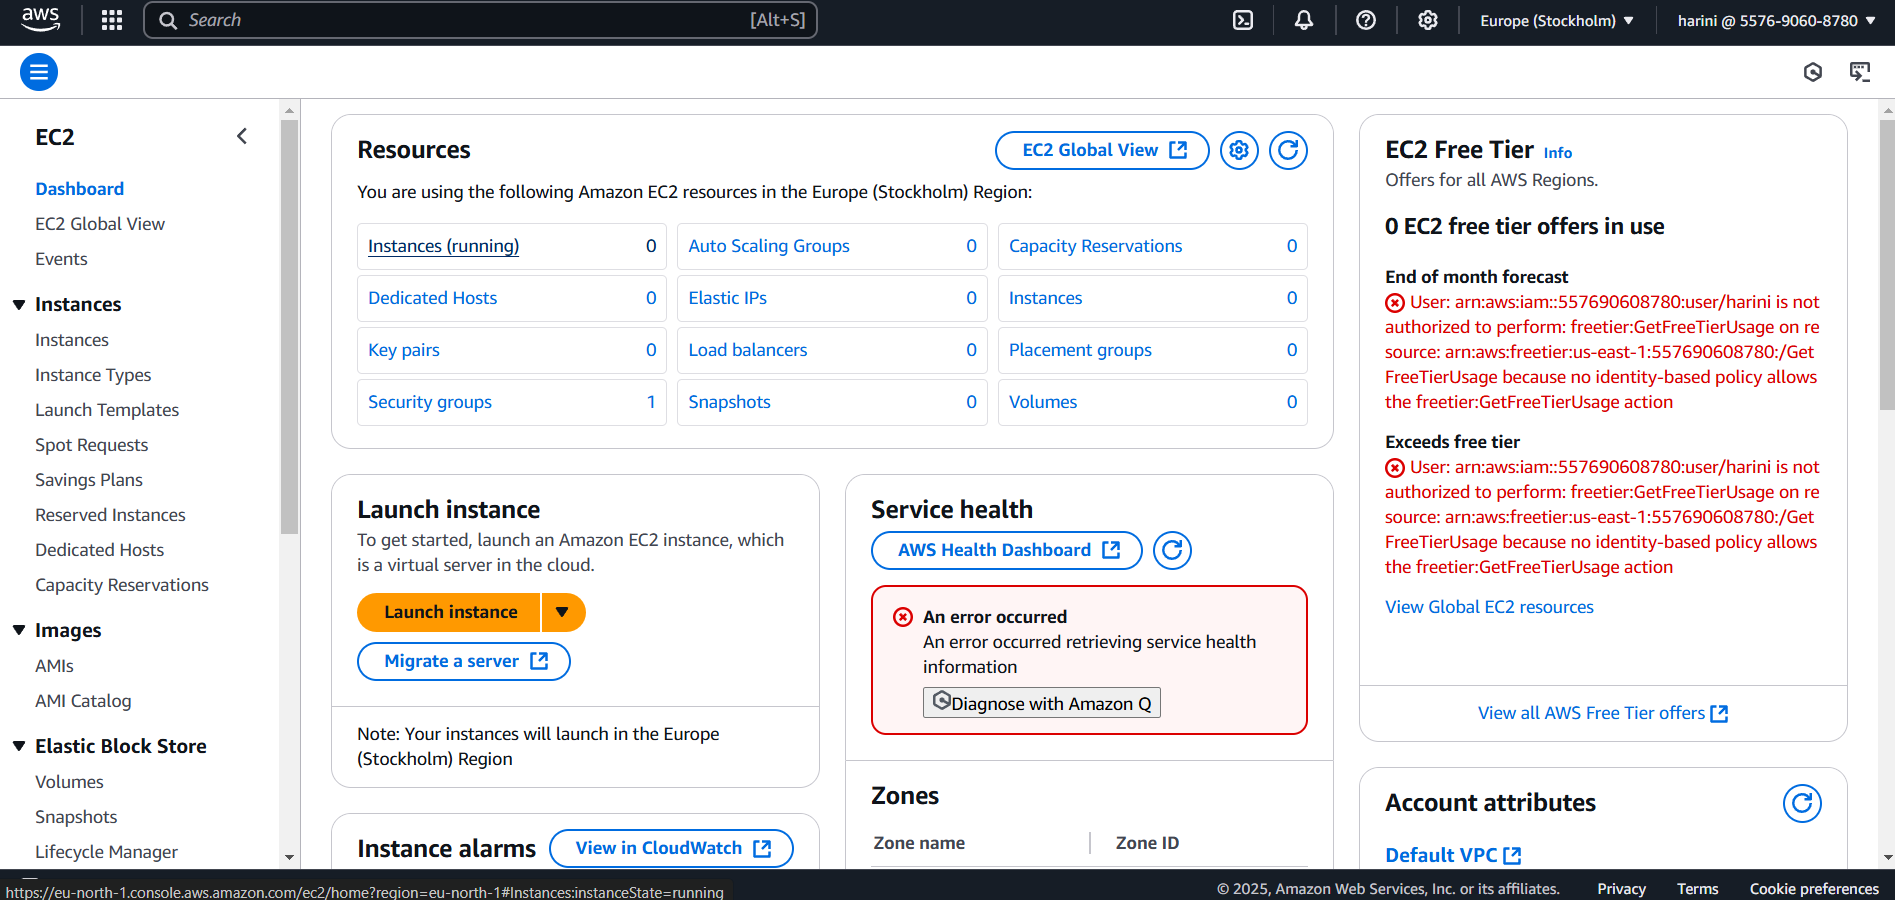 aws
Search
[Alt+S]
Europe (Stockholm) ▼
harini @ 5576-9060-8780 ▼
EC2
Dashboard
EC2 Global View
Events
Instances
Instances
Instance Types
Launch Templates
Spot Requests
Savings Plans
Reserved Instances
Dedicated Hosts
Capacity Reservations
Images
AMIs
AMI Catalog
Elastic Block Store
Volumes
Snapshots
Lifecycle Manager
Resources
EC2 Global View
You are using the following Amazon EC2 resources in the Europe (Stockholm) Region:
Instances (running) 0
Auto Scaling Groups 0
Capacity Reservations 0
Dedicated Hosts 0
Elastic IPs 0
Instances 0
Key pairs 0
Load balancers 0
Placement groups 0
Security groups 1
Snapshots 0
Volumes 0
Launch instance
To get started, launch an Amazon EC2 instance, which
is a virtual server in the cloud.
Launch instance
Migrate a server
Note: Your instances will launch in the Europe
(Stockholm) Region
Instance alarms
View in CloudWatch
Service health
AWS Health Dashboard
An error occurred
An error occurred retrieving service health
information
Diagnose with Amazon Q
Zones
Zone name
Zone ID
EC2 Free Tier Info
Offers for all AWS Regions.
0 EC2 free tier offers in use
End of month forecast
User: arn:aws:iam::557690608780:user/harini is not
authorized to perform: freetier:GetFreeTierUsage on re
source: arn:aws:freetier:us-east-1:557690608780:/Get
FreeTierUsage because no identity-based policy allows
the freetier:GetFreeTierUsage action
Exceeds free tier
User: arn:aws:iam::557690608780:user/harini is not
authorized to perform: freetier:GetFreeTierUsage on re
source: arn:aws:freetier:us-east-1:557690608780:/Get
FreeTierUsage because no identity-based policy allows
the freetier:GetFreeTierUsage action
View Global EC2 resources
View all AWS Free Tier offers
Account attributes
Default VPC
https://eu-north-1.console.aws.amazon.com/ec2/home?region=eu-north-1#Instances:instanceState=running
© 2025, Amazon Web Services, Inc. or its affiliates.
Privacy
Terms
Cookie preferences